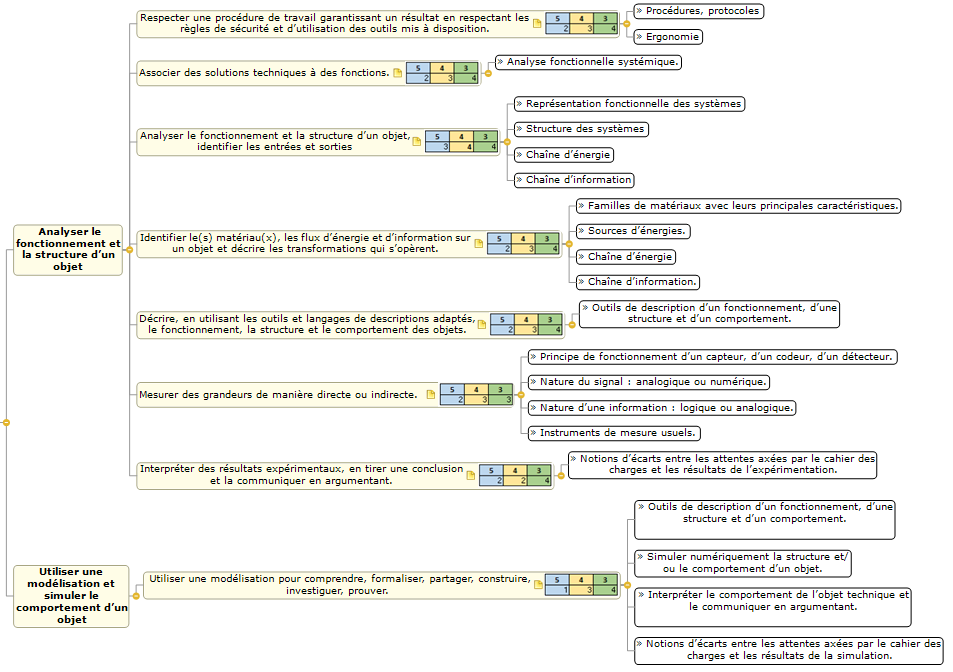 Analyser le
fonctionnement et
la structure d’un
objet
Respecter une procédure de travail garantissant un résultat en respectant les
règles de sécurité et d’utilisation des outils mis à disposition.
5 4 3
2 3 4
» Procédures, protocoles
» Ergonomie
Associer des solutions techniques à des fonctions.
5 4 3
2 3 4
» Analyse fonctionnelle systémique.
Analyser le fonctionnement et la structure d’un objet,
identifier les entrées et sorties
5 4 3
3 4 4
» Représentation fonctionnelle des systèmes
» Structure des systèmes
» Chaîne d’énergie
» Chaîne d’information
Identifier le(s) matériau(x), les flux d’énergie et d’information sur
un objet et décrire les transformations qui s’opèrent.
5 4 3
2 3 4
» Familles de matériaux avec leurs principales caractéristiques.
» Sources d’énergies.
» Chaîne d’énergie
» Chaîne d’information.
Décrire, en utilisant les outils et langages de descriptions adaptés,
le fonctionnement, la structure et le comportement des objets.
5 4 3
2 3 4
» Outils de description d’un fonctionnement, d’une
structure et d’un comportement.
Mesurer des grandeurs de manière directe ou indirecte.
5 4 3
2 3 3
» Principe de fonctionnement d’un capteur, d’un codeur, d’un détecteur.
» Nature du signal : analogique ou numérique.
» Nature d’une information : logique ou analogique.
» Instruments de mesure usuels.
Interpréter des résultats expérimentaux, en tirer une conclusion
et la communiquer en argumentant.
5 4 3
2 2 4
» Notions d’écarts entre les attentes axées par le cahier des
charges et les résultats de l’expérimentation.
Utiliser une
modélisation et
simuler le
comportement d’un
objet
Utiliser une modélisation pour comprendre, formaliser, partager, construire,
investiguer, prouver.
5 4 3
1 3 4
» Outils de description d’un fonctionnement, d’une
structure et d’un comportement.
» Simuler numériquement la structure et/
ou le comportement d’un objet.
» Interpréter le comportement de l’objet technique et
le communiquer en argumentant.
» Notions d’écarts entre les attentes axées par le cahier des
charges et les résultats de la simulation.